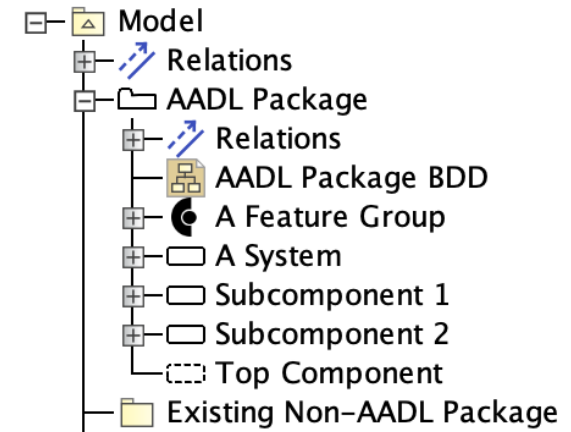 Model
Relations
AADL Package
Relations
AADL Package BDD
A Feature Group
A System
Subcomponent 1
Subcomponent 2
Top Component
Existing Non-AADL Package